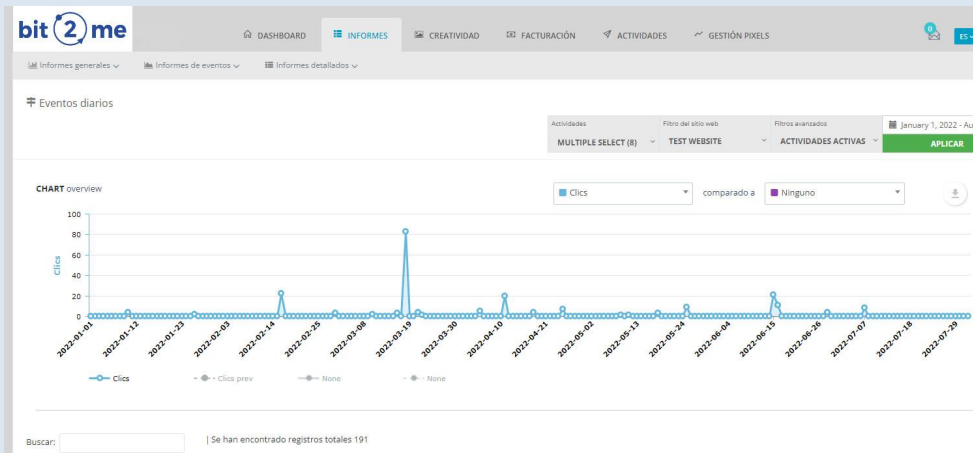 bit2me
DASHBOARD INFORMES CREATIVIDAD FACTURACIÓN ACTIVIDADES GESTIÓN PIXELS 0 ES
Informes generales Informes de eventos Informes detallados
Eventos diarios
Actividades Filtro del sitio web Filtros avanzados January 1, 2022 - Au
MULTIPLE SELECT (8) TEST WEBSITE ACTIVIDADES ACTIVAS APLICAR
CHART overview Clics comparado a Ninguno
100
80
60
40
20
0
Clics
2022-01-01 2022-01-12 2022-01-23 2022-02-03 2022-02-14 2022-02-25 2022-03-08 2022-03-19 2022-03-30 2022-04-10 2022-04-21 2022-05-02 2022-05-13 2022-05-24 2022-06-04 2022-06-15 2022-06-26 2022-07-07 2022-07-18 2022-07-29
Clics Clics prev None None
Buscar: | Se han encontrado registros totales 191